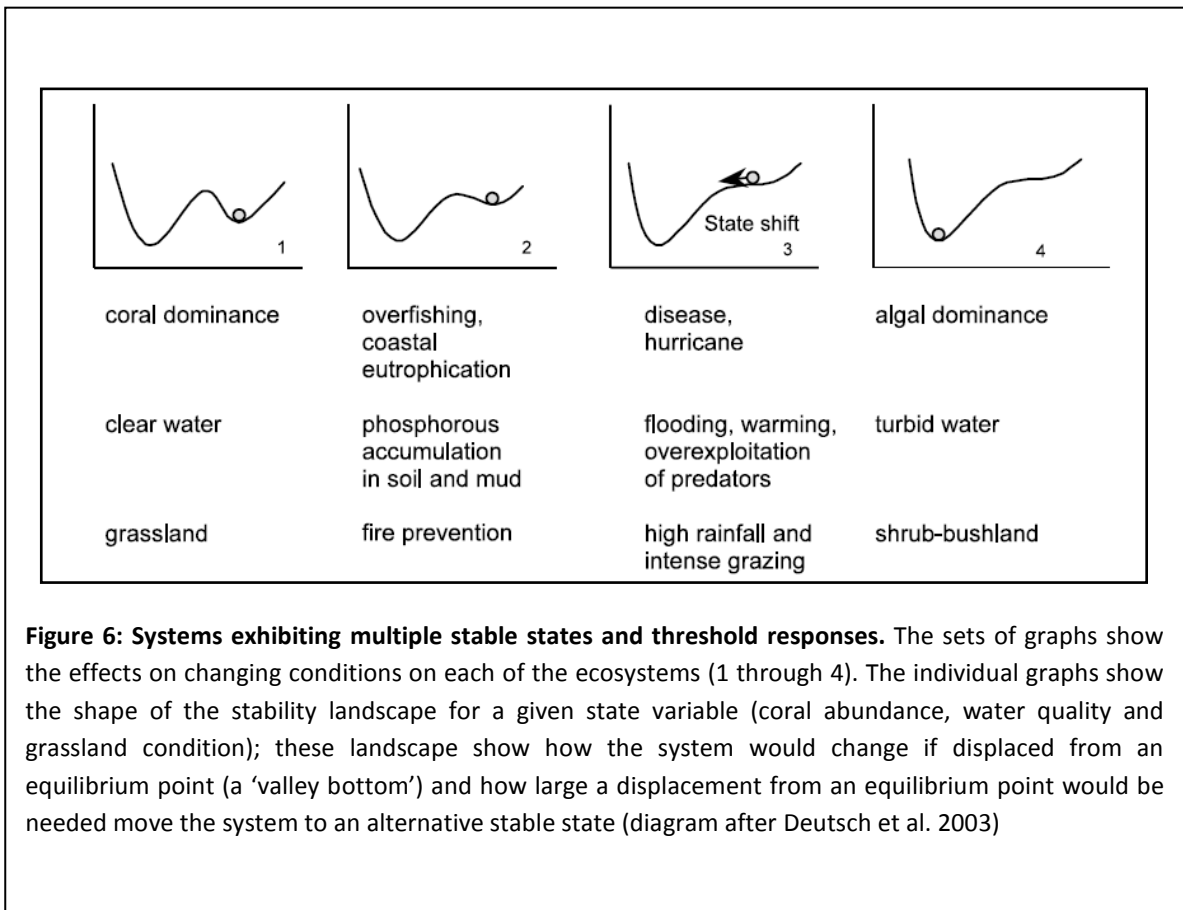 1
2
State shift
3
4
coral dominance
overfishing,
coastal
eutrophication
disease,
hurricane
algal dominance
clear water
phosphorous
accumulation
in soil and mud
flooding, warming,
overexploitation
of predators
turbid water
grassland
fire prevention
high rainfall and
intense grazing
shrub-bushland
Figure 6: Systems exhibiting multiple stable states and threshold responses. The sets of graphs show
the effects on changing conditions on each of the ecosystems (1 through 4). The individual graphs show
the shape of the stability landscape for a given state variable (coral abundance, water quality and
grassland condition); these landscape show how the system would change if displaced from an
equilibrium point (a ‘valley bottom’) and how large a displacement from an equilibrium point would be
needed move the system to an alternative stable state (diagram after Deutsch et al. 2003)